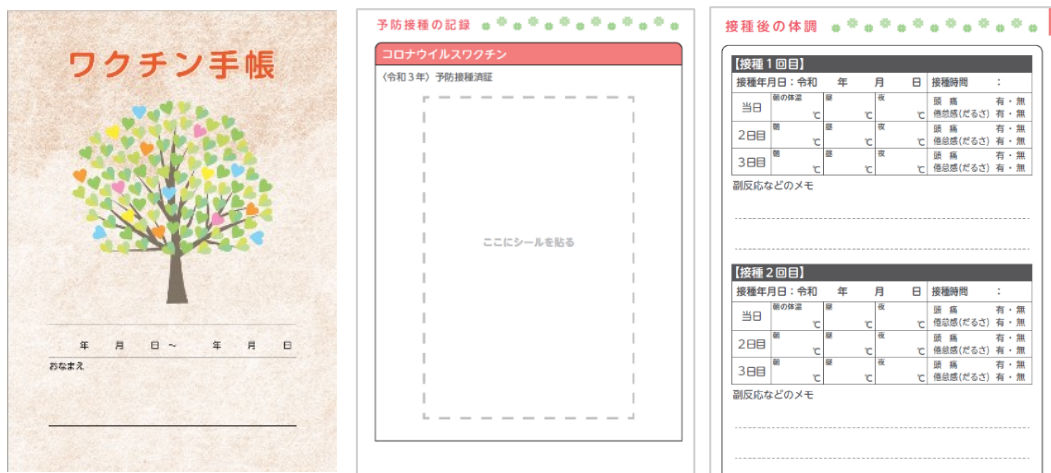 ワクチン手帳
年 月 日 ~ 年 月 日
おなまえ
予防接種の記録
コロナウイルスワクチン
〈令和3年〉予防接種済証
ここにシールを貼る
接種後の体調
【接種1回目】
接種年月日：令和 年 月 日 接種時間 ：
当日 朝の体温 ℃ 昼 ℃ 夜 ℃ 頭 痛 有・無
倦怠感(だるさ) 有・無
2日目 朝 ℃ 昼 ℃ 夜 ℃ 頭 痛 有・無
倦怠感(だるさ) 有・無
3日目 朝 ℃ 昼 ℃ 夜 ℃ 頭 痛 有・無
倦怠感(だるさ) 有・無
副反応などのメモ
【接種2回目】
接種年月日：令和 年 月 日 接種時間 ：
当日 朝の体温 ℃ 昼 ℃ 夜 ℃ 頭 痛 有・無
倦怠感(だるさ) 有・無
2日目 朝 ℃ 昼 ℃ 夜 ℃ 頭 痛 有・無
倦怠感(だるさ) 有・無
3日目 朝 ℃ 昼 ℃ 夜 ℃ 頭 痛 有・無
倦怠感(だるさ) 有・無
副反応などのメモ